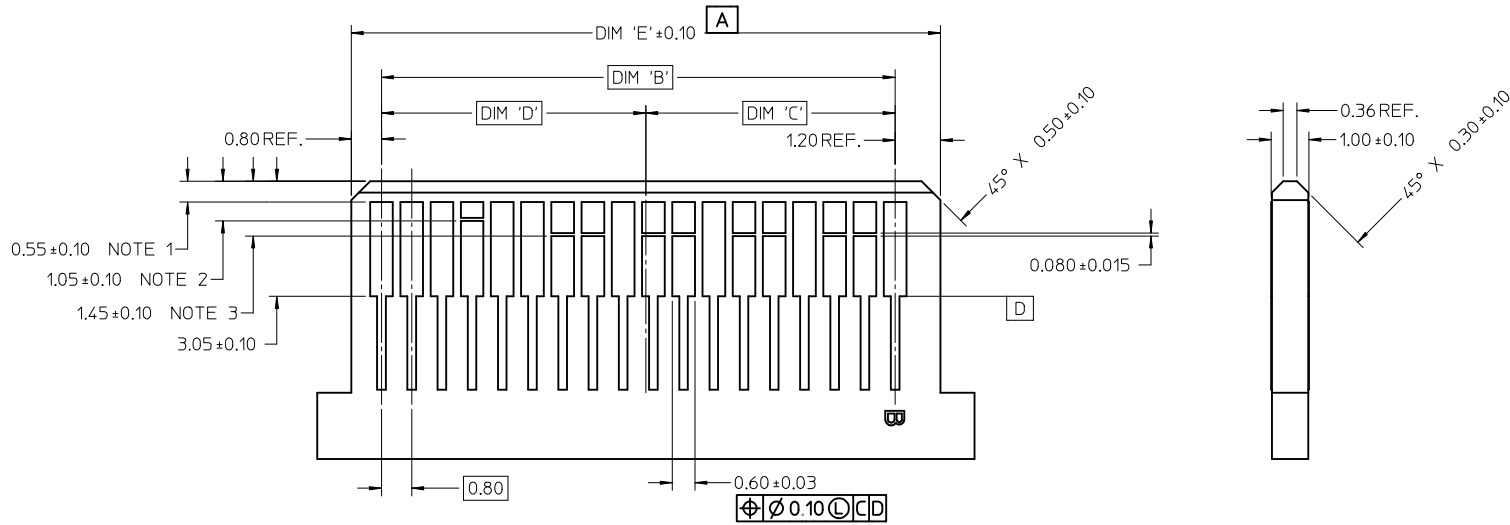 A
DIM 'E'±0.10
DIM 'B'
DIM 'D'
DIM 'C'
0.80 REF.
1.20 REF.
45° X 0.50±0.10
0.36 REF.
1.00±0.10
45° X 0.30±0.10
0.55±0.10 NOTE 1
1.05±0.10 NOTE 2
1.45±0.10 NOTE 3
3.05±0.10
0.080±0.015
D
B
0.80
0.60±0.03
⌖ Ø 0.10 Ⓛ C D